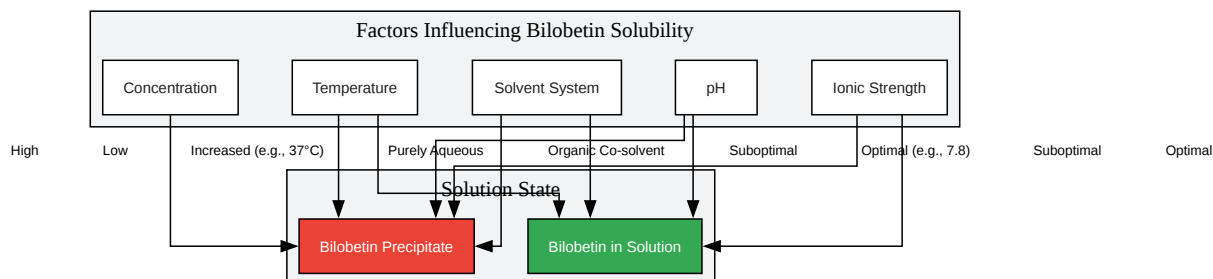 Factors Influencing Bilobetin Solubility
Concentration
Temperature
Solvent System
pH
Ionic Strength
High
Low
Increased (e.g., 37°C)
Purely Aqueous
Organic Co-solvent
Suboptimal
Optimal (e.g., 7.8)
Suboptimal
Optimal
Solution State
Bilobetin Precipitate
Bilobetin in Solution